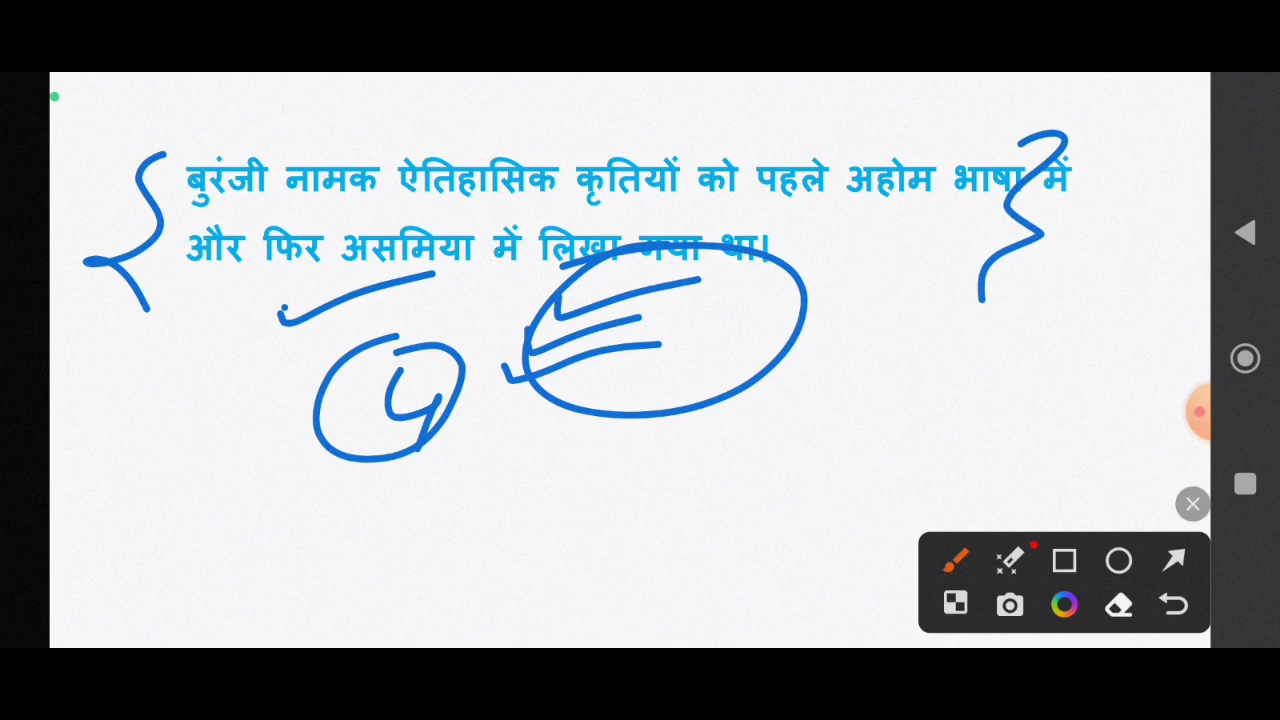 बुरंजी नामक ऐतिहासिक कृतियों को पहले अहोम भाषा में
और फिर असमिया में लिखा गया था।